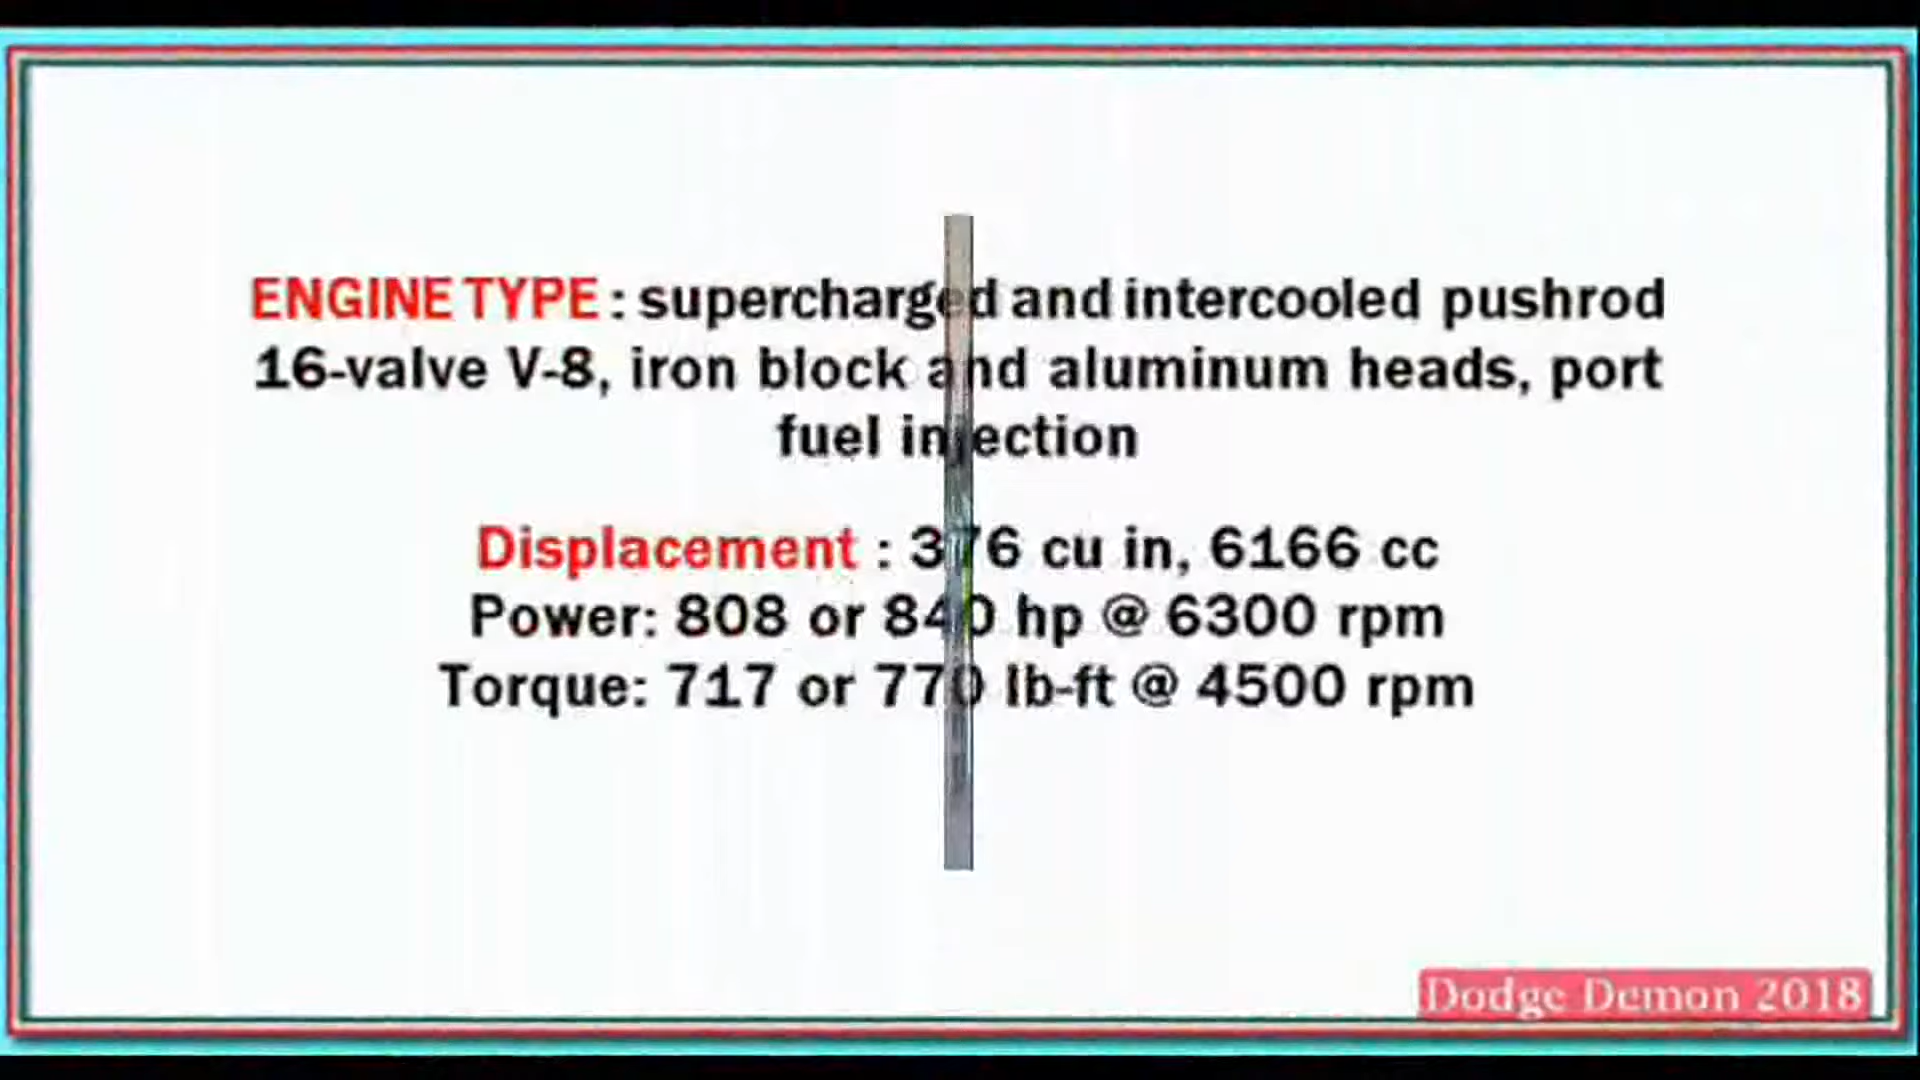 ENGINE TYPE : supercharged and intercooled pushrod
16-valve V-8, iron block and aluminum heads, port
fuel injection
Displacement : 376 cu in, 6166 cc
Power: 808 or 840 hp @ 6300 rpm
Torque: 717 or 770 lb-ft @ 4500 rpm
Dodge Demon 2018